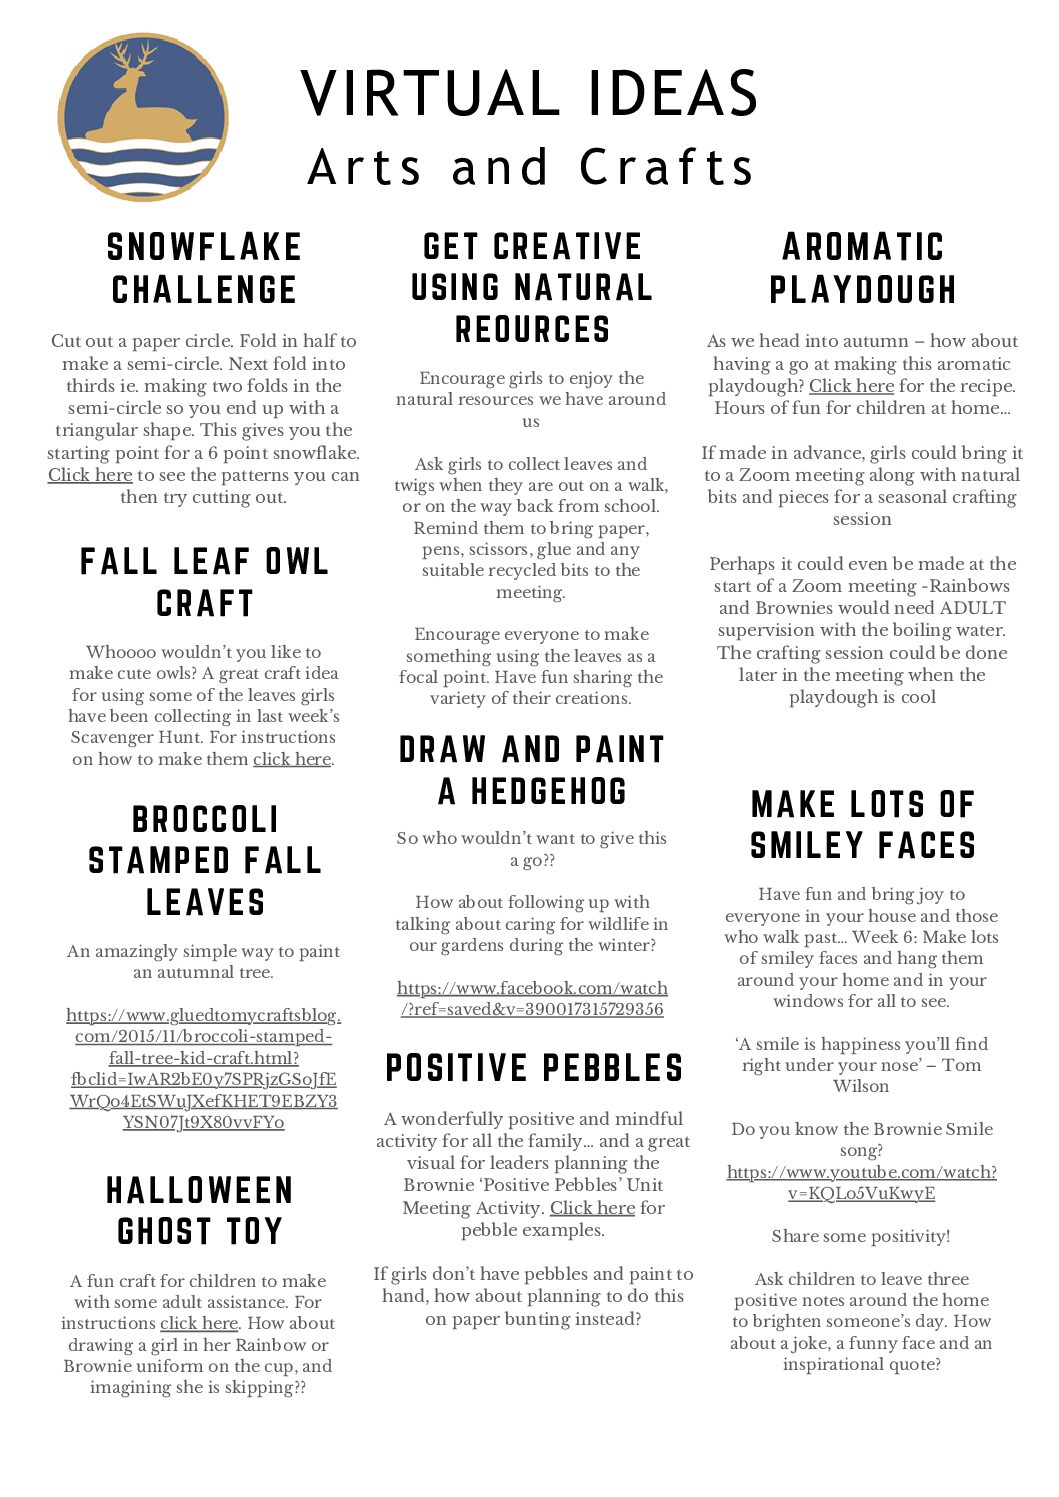 VIRTUAL IDEAS
Arts and Crafts
SNOWFLAKE
CHALLENGE
Cut out a paper circle. Fold in half to
make a semi-circle. Next fold into
thirds ie. making two folds in the
semi-circle so you end up with a
triangular shape. This gives you the
starting point for a 6 point snowflake.
Click here to see the patterns you can
then try cutting out.
FALL LEAF OWL
CRAFT
Whoooo wouldn’t you like to
make cute owls? A great craft idea
for using some of the leaves girls
have been collecting in last week’s
Scavenger Hunt. For instructions
on how to make them click here.
BROCCOLI
STAMPED FALL
LEAVES
An amazingly simple way to paint
an autumnal tree.
https://www.gluedtomycraftsblog.
com/2015/11/broccoli-stamped-
fall-tree-kid-craft.html?
fbclid=IwAR2bE0y7SPRjzGSoJfE
WrQo4EtSWuJXefKHET9EBZY3
YSN07Jt9X80vvFYo
HALLOWEEN
GHOST TOY
A fun craft for children to make
with some adult assistance. For
instructions click here. How about
drawing a girl in her Rainbow or
Brownie uniform on the cup, and
imagining she is skipping??
GET CREATIVE
USING NATURAL
REOURCES
Encourage girls to enjoy the
natural resources we have around
us
Ask girls to collect leaves and
twigs when they are out on a walk,
or on the way back from school.
Remind them to bring paper,
pens, scissors, glue and any
suitable recycled bits to the
meeting.
Encourage everyone to make
something using the leaves as a
focal point. Have fun sharing the
variety of their creations.
DRAW AND PAINT
A HEDGEHOG
So who wouldn’t want to give this
a go??
How about following up with
talking about caring for wildlife in
our gardens during the winter?
https://www.facebook.com/watch
/?ref=saved&v=390017315729356
POSITIVE PEBBLES
A wonderfully positive and mindful
activity for all the family… and a great
visual for leaders planning the
Brownie ‘Positive Pebbles’ Unit
Meeting Activity. Click here for
pebble examples.
If girls don’t have pebbles and paint to
hand, how about planning to do this
on paper bunting instead?
AROMATIC
PLAYDOUGH
As we head into autumn – how about
having a go at making this aromatic
playdough? Click here for the recipe.
Hours of fun for children at home…
If made in advance, girls could bring it
to a Zoom meeting along with natural
bits and pieces for a seasonal crafting
session
Perhaps it could even be made at the
start of a Zoom meeting -Rainbows
and Brownies would need ADULT
supervision with the boiling water.
The crafting session could be done
later in the meeting when the
playdough is cool
MAKE LOTS OF
SMILEY FACES
Have fun and bring joy to
everyone in your house and those
who walk past… Week 6: Make lots
of smiley faces and hang them
around your home and in your
windows for all to see.
‘A smile is happiness you’ll find
right under your nose’ – Tom
Wilson
Do you know the Brownie Smile
song?
https://www.youtube.com/watch?
v=KQLo5VuKwyE
Share some positivity!
Ask children to leave three
positive notes around the home
to brighten someone’s day. How
about a joke, a funny face and an
inspirational quote?